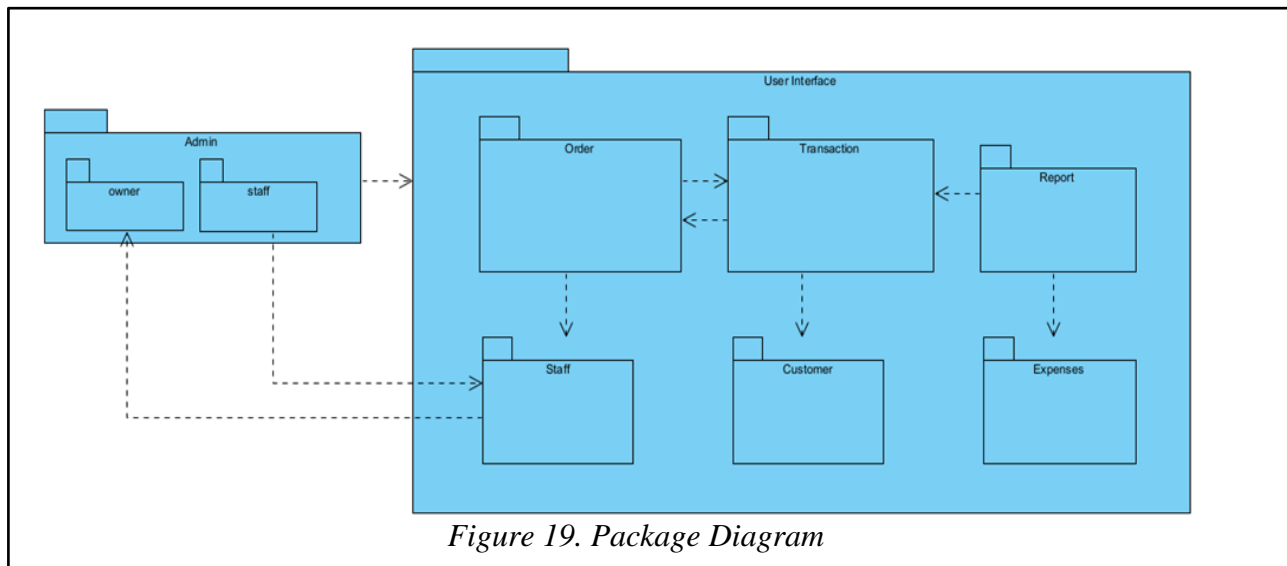 User Interface
Admin
owner
staff
Order
Transaction
Report
Staff
Customer
Expenses
Figure 19. Package Diagram